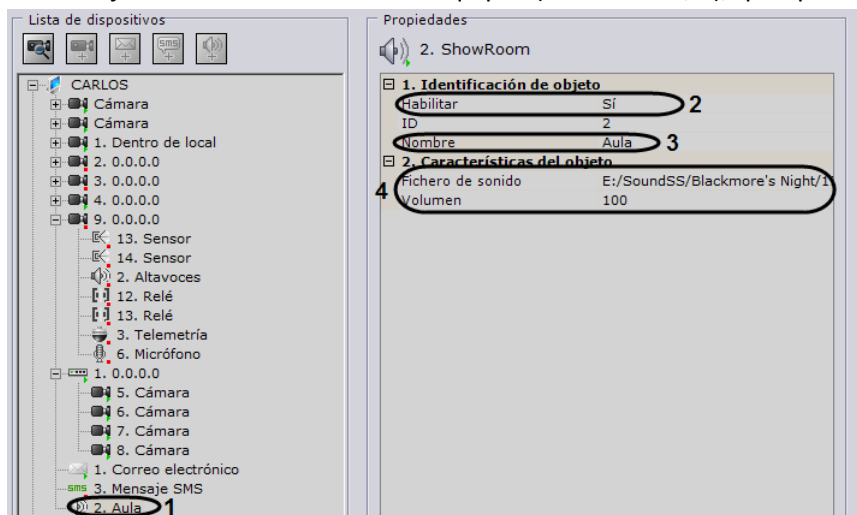 Lista de dispositivos
CARLOS
Cámara
Cámara
1. Dentro de local
2. 0.0.0.0
3. 0.0.0.0
4. 0.0.0.0
9. 0.0.0.0
13. Sensor
14. Sensor
2. Altavoces
12. Relé
13. Relé
3. Telemetría
6. Micrófono
1. 0.0.0.0
5. Cámara
6. Cámara
7. Cámara
8. Cámara
1. Correo electrónico
sms 3. Mensaje SMS
2. Aula 1
Propiedades
2. ShowRoom
1. Identificación de objeto
Habilitar Sí 2
ID 2
Nombre Aula 3
2. Características del objeto
4 Fichero de sonido E:/SoundSS/Blackmore's Night/1
Volumen 100